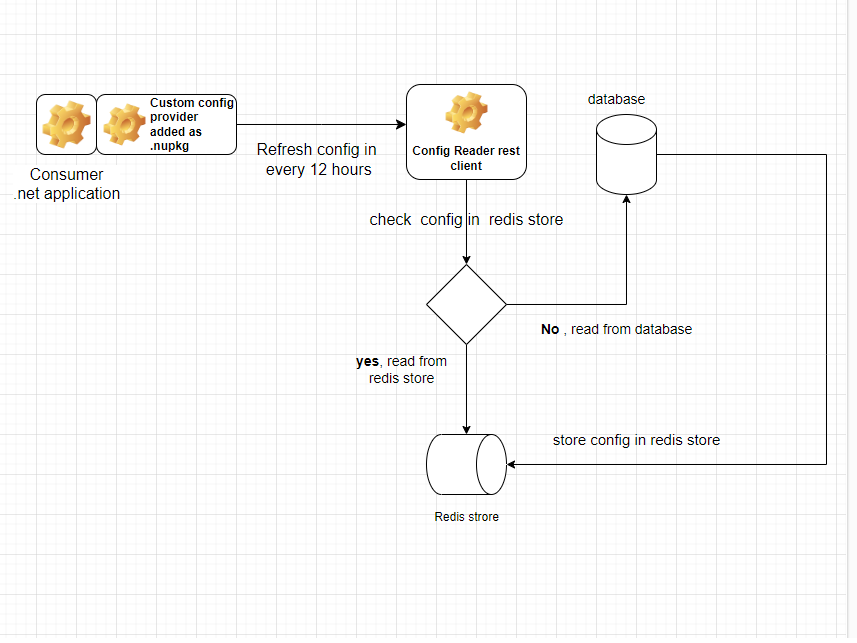 database
Custom config
provider
added as
.nupkg
Config Reader rest
client
Refresh config in
every 12 hours
Consumer
.net application
check config in redis store
No , read from database
yes, read from
redis store
store config in redis store
Redis strore